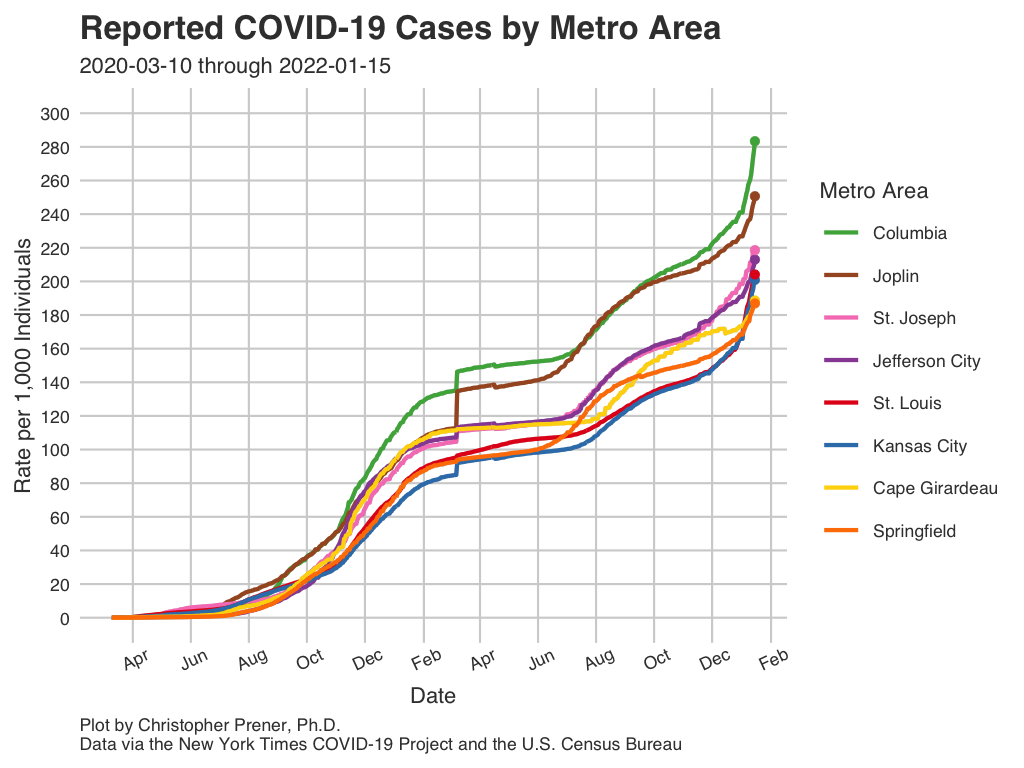 Reported COVID-19 Cases by Metro Area
2020-03-10 through 2022-01-15
Rate per 1,000 Individuals
300
280
260
240
220
200
180
160
140
120
100
80
60
40
20
0
Apr Jun Aug Oct Dec Feb Apr Jun Aug Oct Dec Feb
Date
Metro Area
Columbia
Joplin
St. Joseph
Jefferson City
St. Louis
Kansas City
Cape Girardeau
Springfield
Plot by Christopher Prener, Ph.D.
Data via the New York Times COVID-19 Project and the U.S. Census Bureau